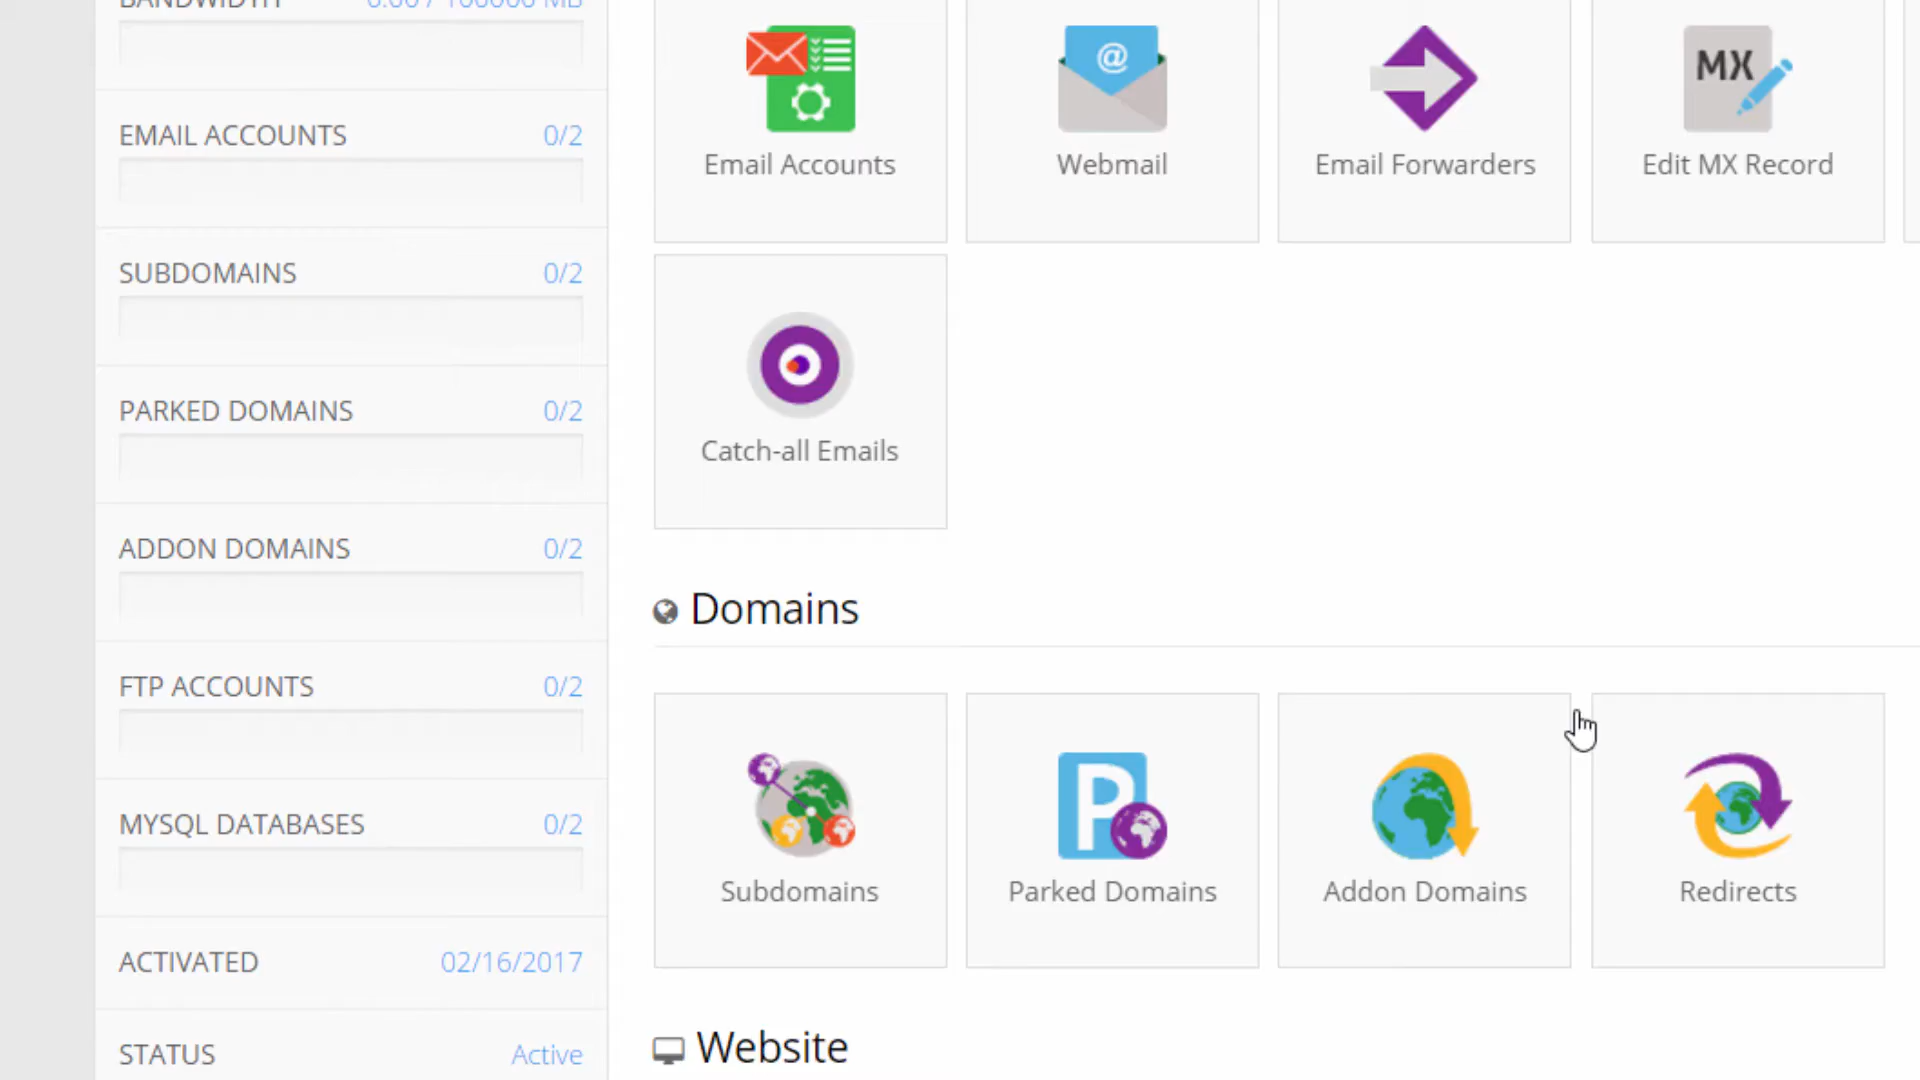 EMAIL ACCOUNTS 0/2
SUBDOMAINS 0/2
PARKED DOMAINS 0/2
ADDON DOMAINS 0/2
FTP ACCOUNTS 0/2
MYSQL DATABASES 0/2
ACTIVATED 02/16/2017
STATUS Active
@
MX
Email Accounts
Webmail
Email Forwarders
Edit MX Record
Catch-all Emails
Domains
P
Subdomains
Parked Domains
Addon Domains
Redirects
Website